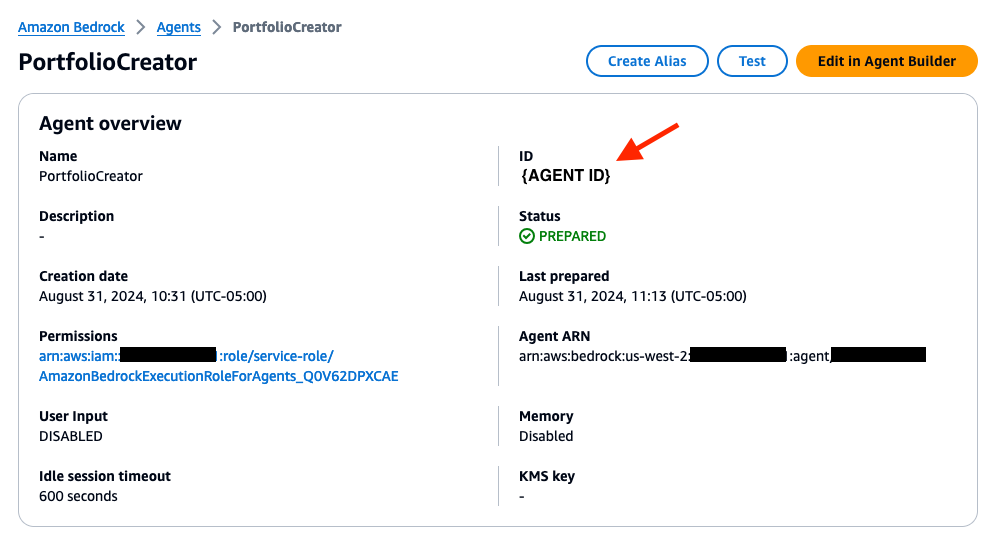 Amazon Bedrock > Agents > PortfolioCreator
PortfolioCreator
Create Alias
Test
Edit in Agent Builder
Agent overview
Name
PortfolioCreator
ID
{AGENT ID}
Description
-
Status
PREPARED
Creation date
August 31, 2024, 10:31 (UTC-05:00)
Last prepared
August 31, 2024, 11:13 (UTC-05:00)
Permissions
arn:aws:iam:: :role/service-role/
AmazonBedrockExecutionRoleForAgents_Q0V62DPXCAE
Agent ARN
arn:aws:bedrock:us-west-2: :agent/
User Input
DISABLED
Memory
Disabled
Idle session timeout
600 seconds
KMS key
-